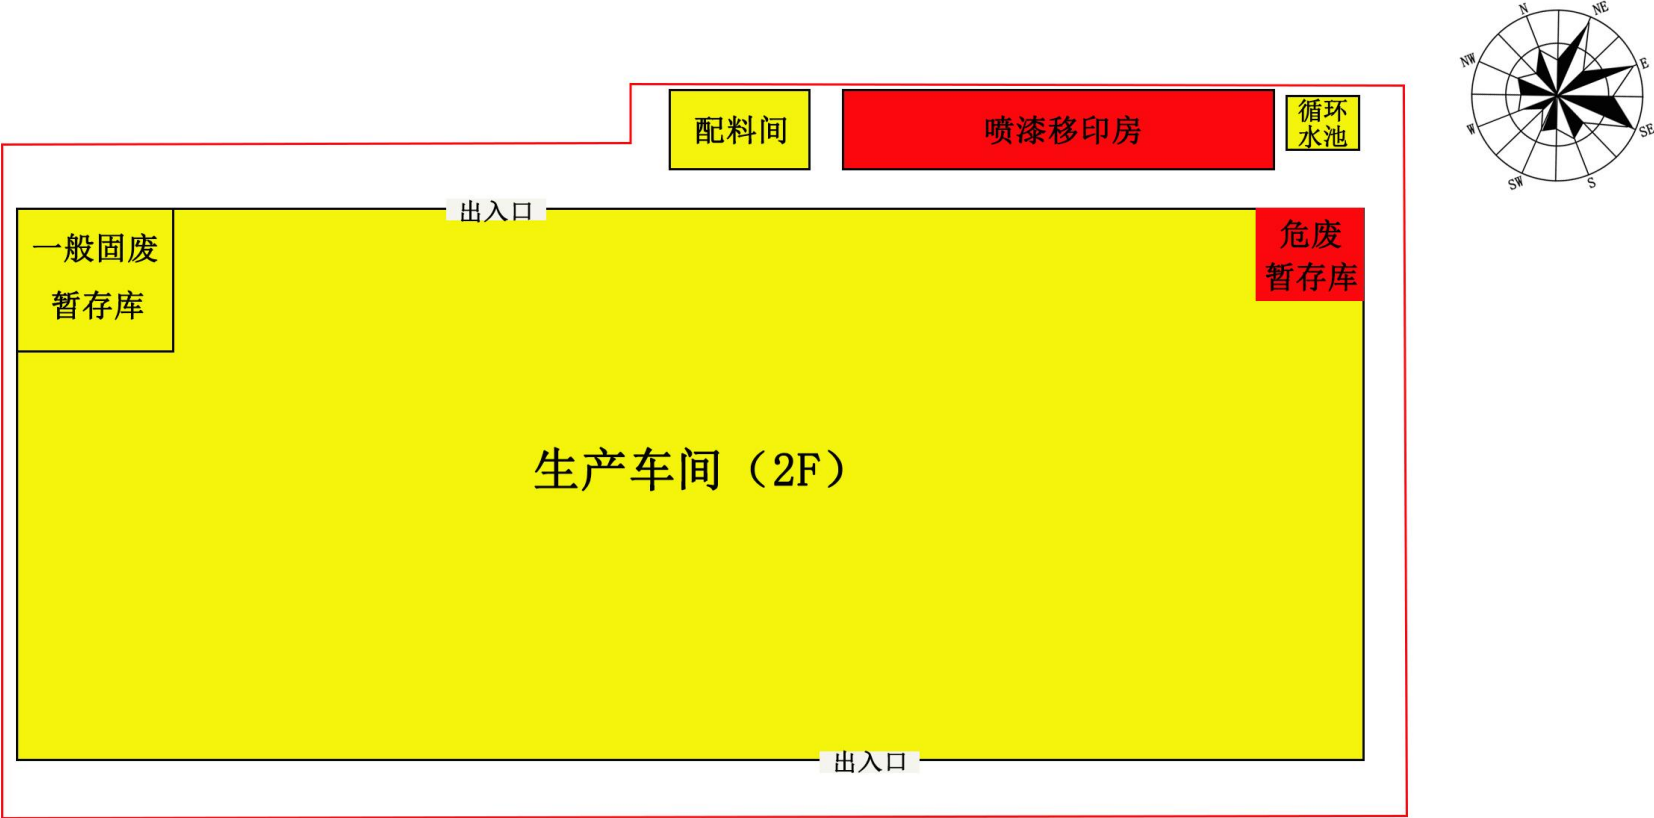 N
NE
NW
E
W
SE
SW
S
配料间
喷漆移印房
循环
水池
出入口
一般固废
暂存库
危废
暂存库
生产车间（2F）
出入口